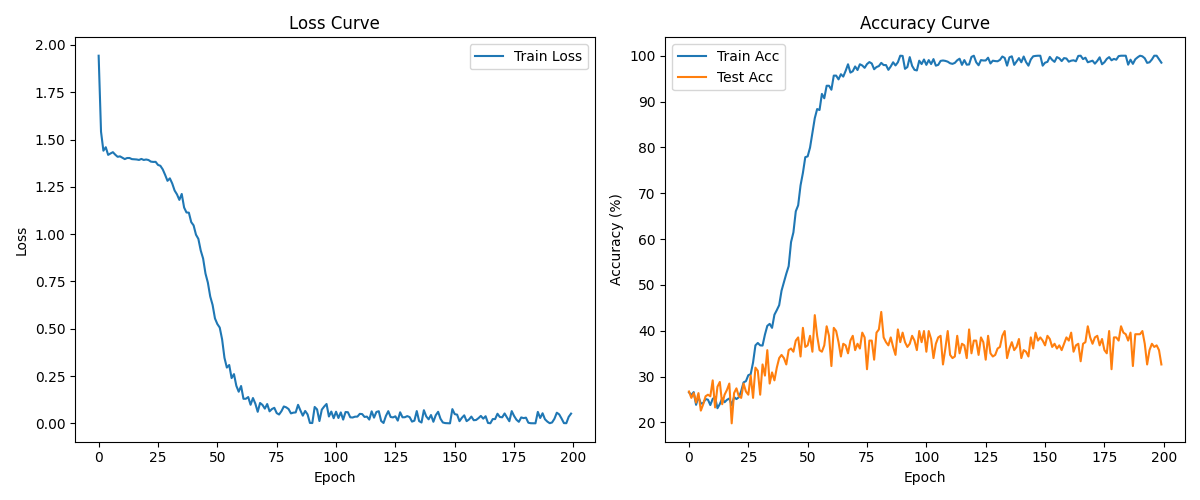 Loss Curve
Train Loss
2.00
1.75
1.50
1.25
1.00
0.75
0.50
0.25
0.00
Loss
0 25 50 75 100 125 150 175 200
Epoch
Accuracy Curve
Train Acc
Test Acc
100
90
80
70
60
50
40
30
20
Accuracy (%)
0 25 50 75 100 125 150 175 200
Epoch